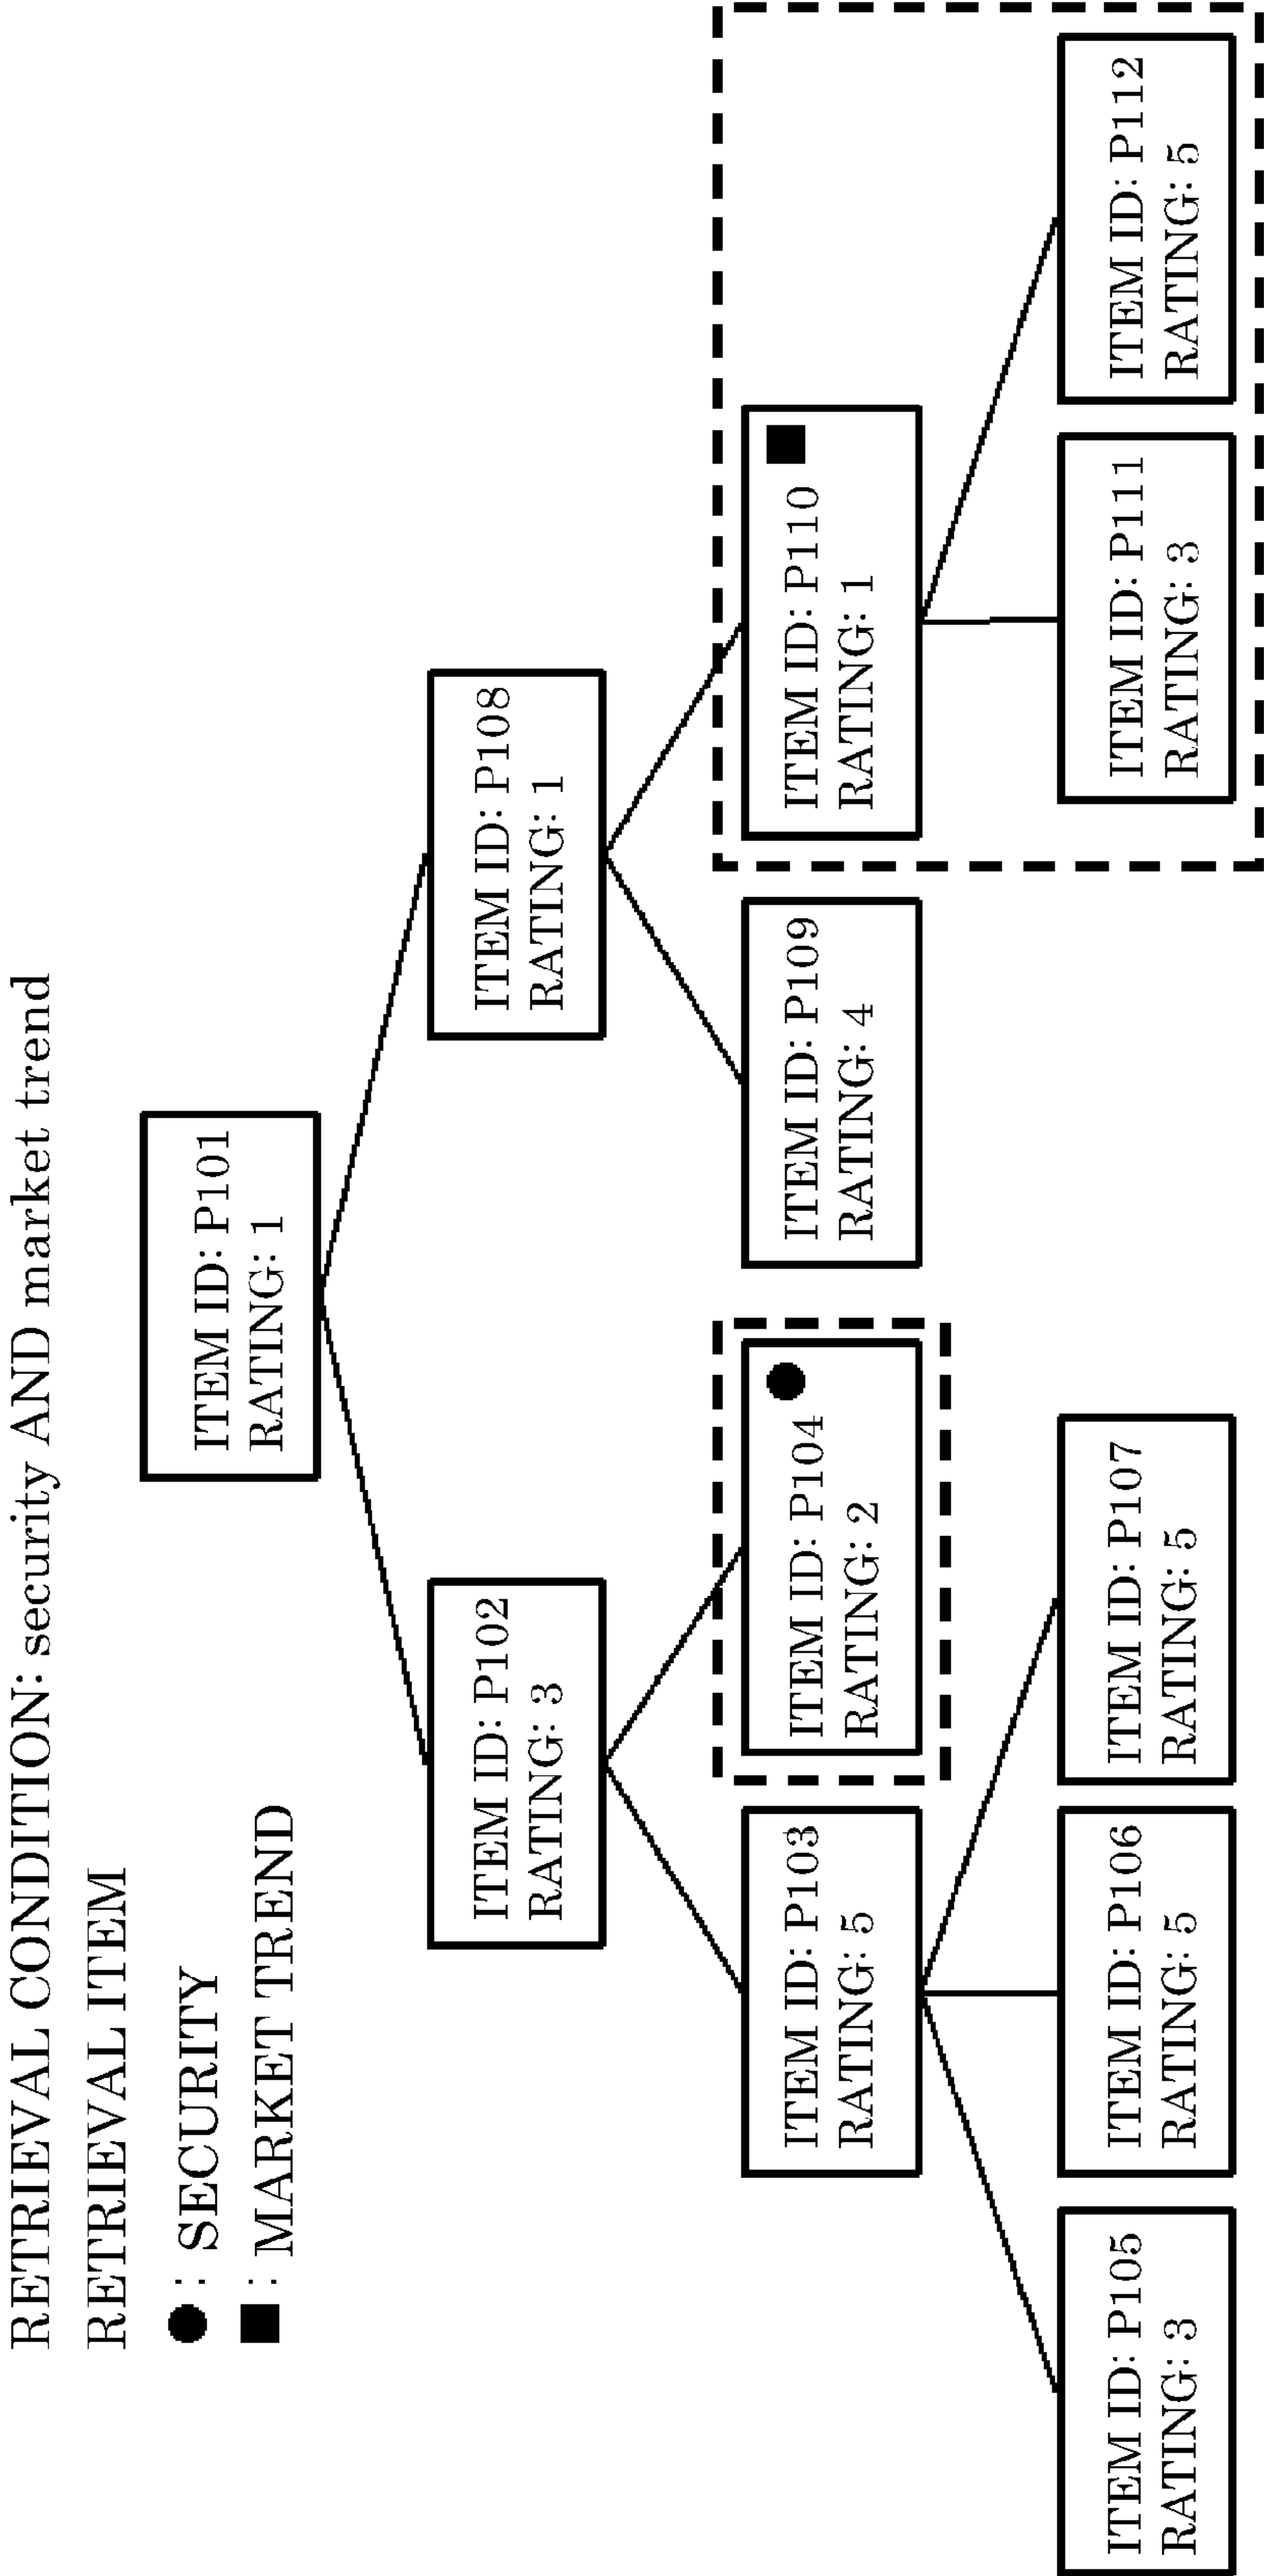 RETRIEVAL CONDITION: security AND market trend
RETRIEVAL ITEM
●: SECURITY
■: MARKET TREND
ITEM ID: P101
RATING: 1
ITEM ID: P102
RATING: 3
ITEM ID: P108
RATING: 1
ITEM ID: P103
RATING: 5
ITEM ID: P104
RATING: 2
ITEM ID: P109
RATING: 4
ITEM ID: P110
RATING: 1
ITEM ID: P105
RATING: 3
ITEM ID: P106
RATING: 5
ITEM ID: P107
RATING: 5
ITEM ID: P111
RATING: 3
ITEM ID: P112
RATING: 5